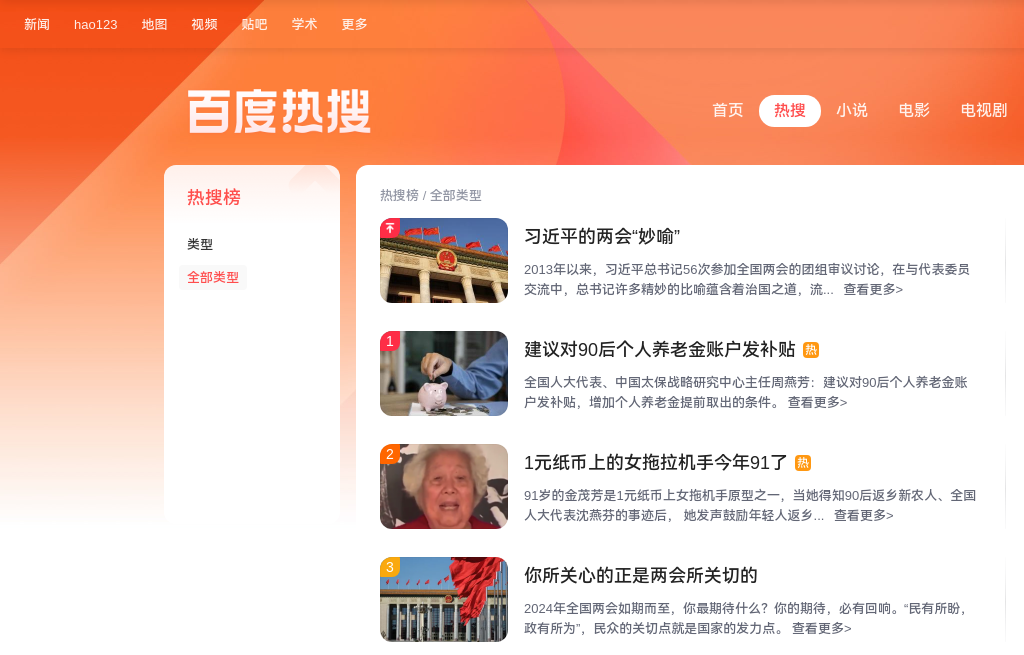 新闻 hao123 地图 视频 贴吧 学术 更多
百度热搜
首页 热搜 小说 电影 电视剧
热搜榜
类型
全部类型
热搜榜 / 全部类型
习近平的两会“妙喻”
2013年以来，习近平总书记56次参加全国两会的团组审议讨论，在与代表委员
交流中，总书记许多精妙的比喻蕴含着治国之道，流... 查看更多>
1
建议对90后个人养老金账户发补贴 热
全国人大代表、中国太保战略研究中心主任周燕芳：建议对90后个人养老金账
户发补贴，增加个人养老金提前取出的条件。 查看更多>
2
1元纸币上的女拖拉机手今年91了 热
91岁的金茂芳是1元纸币上女拖机手原型之一，当她得知90后返乡新农人、全国
人大代表沈燕芬的事迹后， 她发声鼓励年轻人返乡... 查看更多>
3
你所关心的正是两会所关切的
2024年全国两会如期而至，你最期待什么？你的期待，必有回响。“民有所盼，
政有所为”，民众的关切点就是国家的发力点。 查看更多>